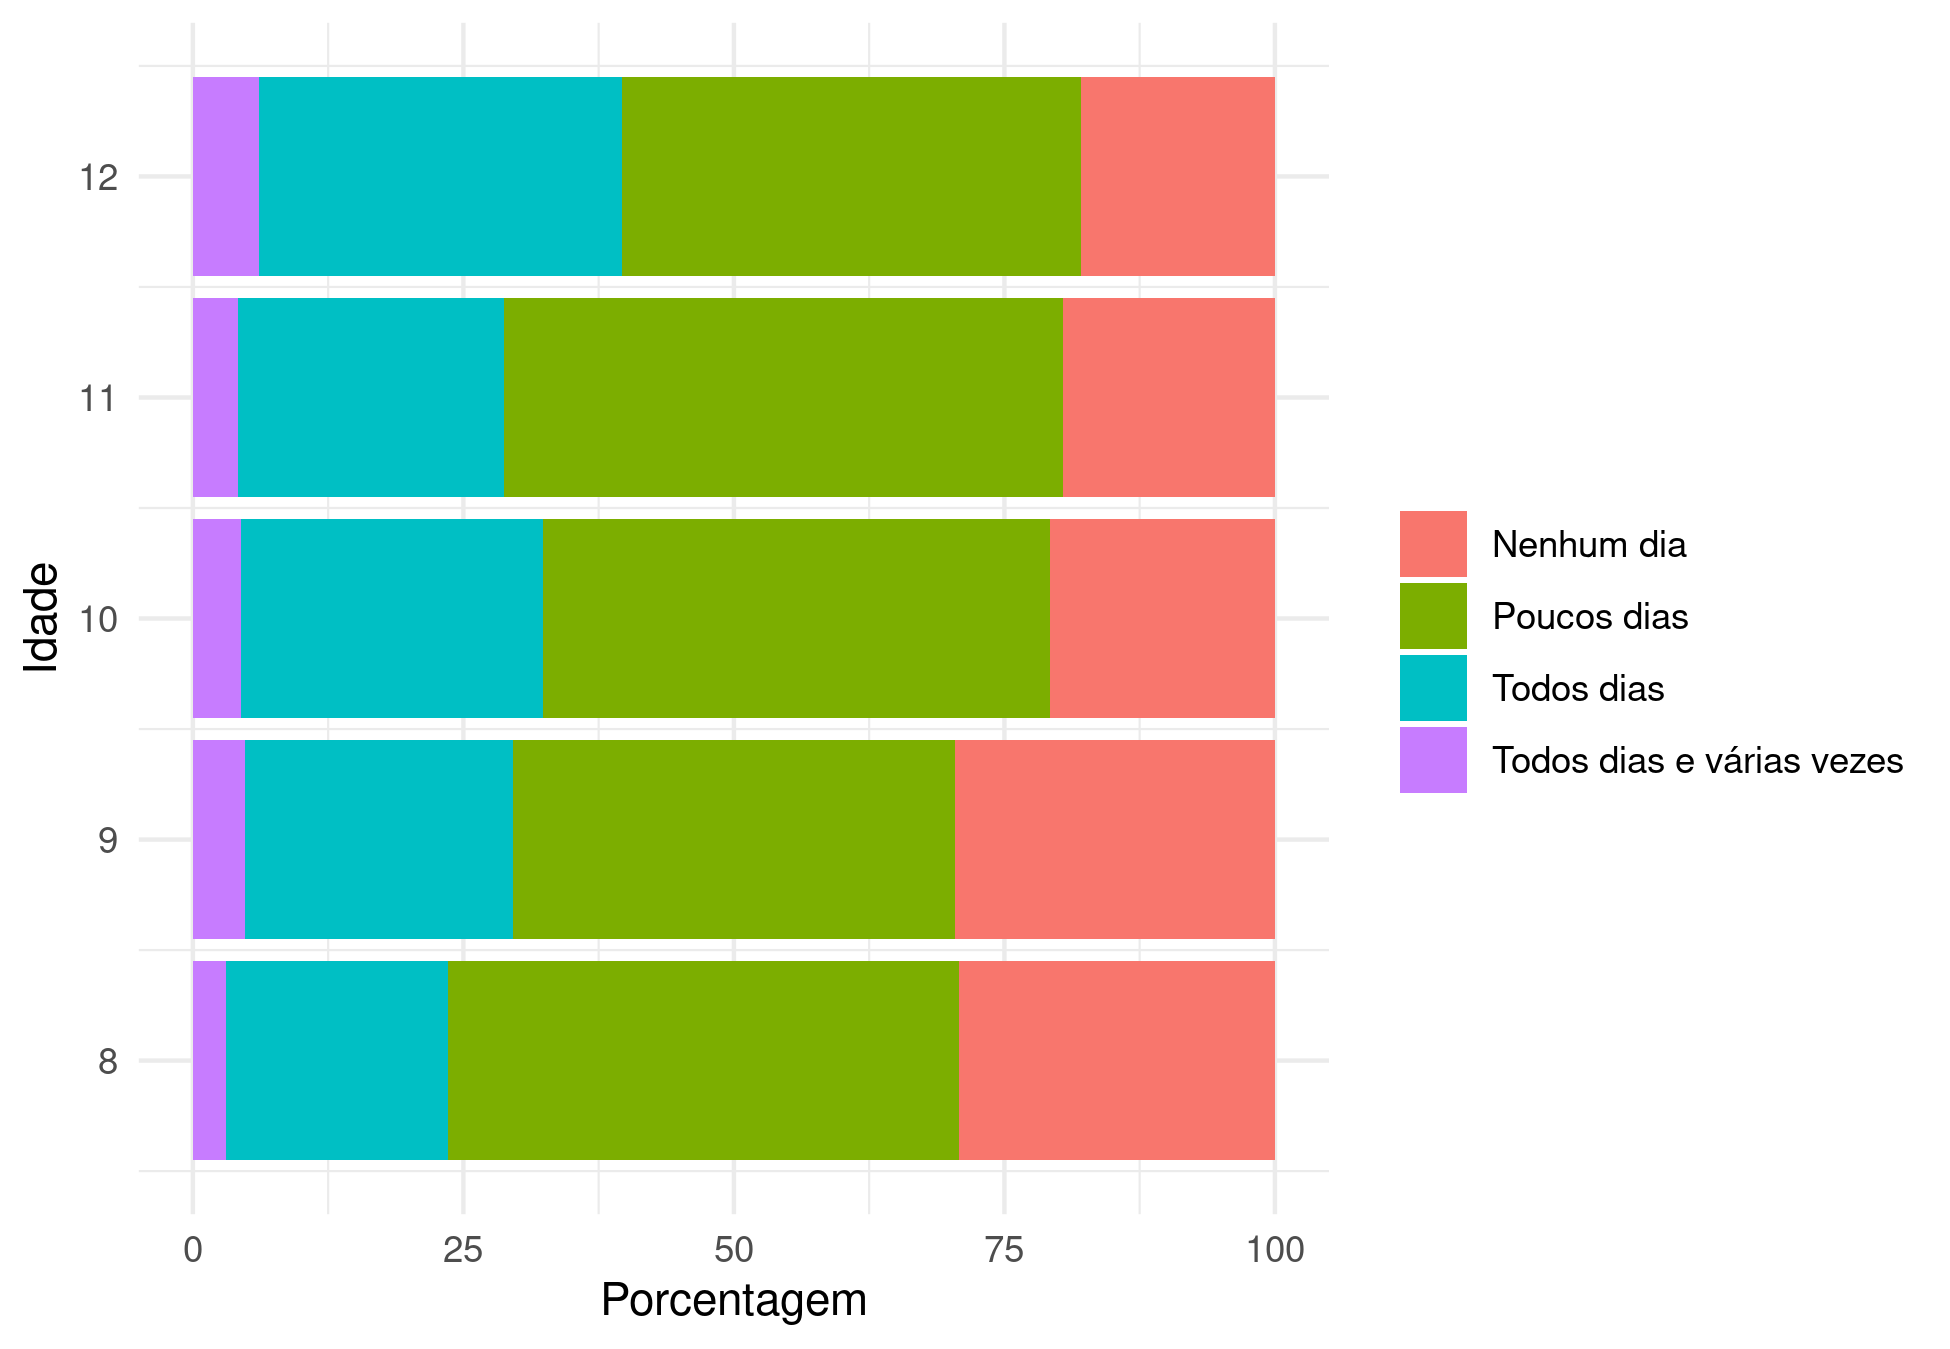 12
11
10
9
8
Idade
0 25 50 75 100
Porcentagem
Nenhum dia
Poucos dias
Todos dias
Todos dias e várias vezes